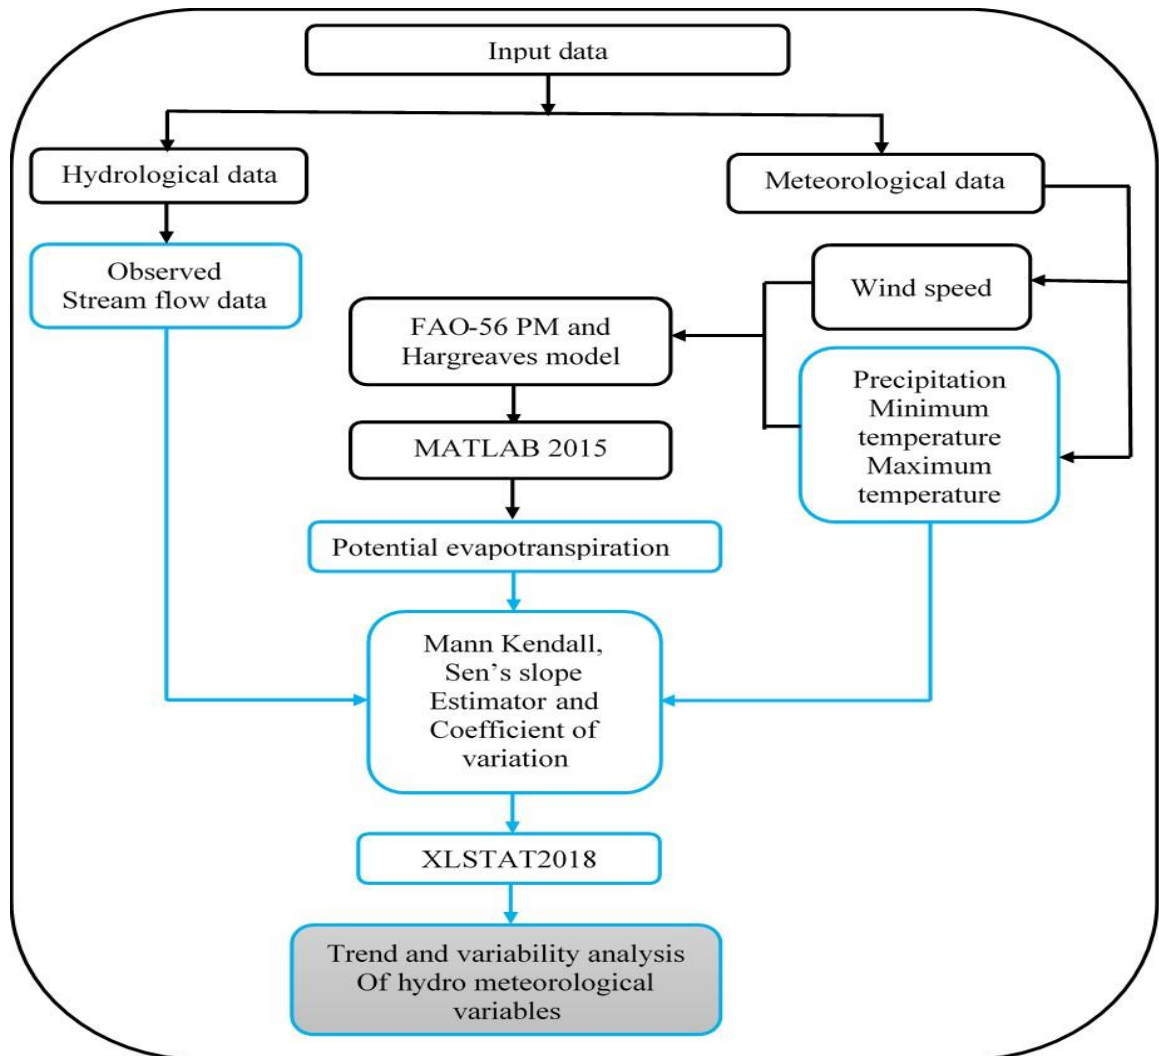 Input data
Hydrological data
Meteorological data
Observed
Stream flow data
Wind speed
FAO-56 PM and
Hargreaves model
Precipitation
Minimum
temperature
Maximum
temperature
MATLAB 2015
Potential evapotranspiration
Mann Kendall,
Sen’s slope
Estimator and
Coefficient of
variation
XLSTAT2018
Trend and variability analysis
Of hydro meteorological
variables